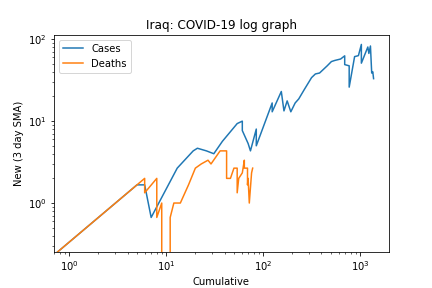 Iraq: COVID-19 log graph
Cases
Deaths
New (3 day SMA)
10²
10¹
10⁰
10⁰ 10¹ 10² 10³
Cumulative